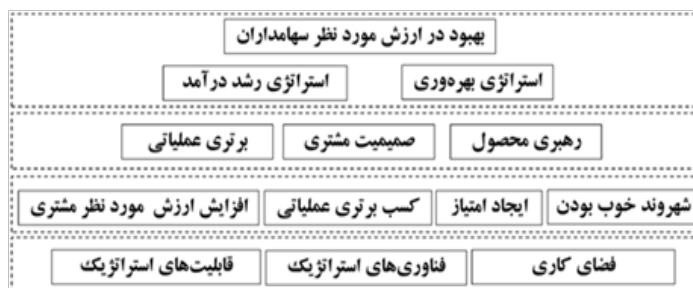 بهبود در ارزش مورد نظر سهامداران
استراتژی بهره‌وری استراتژی رشد درآمد
رهبری محصول صمیمیت مشتری برتری عملیاتی
شهروند خوب بودن ایجاد امتیاز کسب برتری عملیاتی افزایش ارزش مورد نظر مشتری
فضای کاری فناوری‌های استراتژیک قابلیت‌های استراتژیک